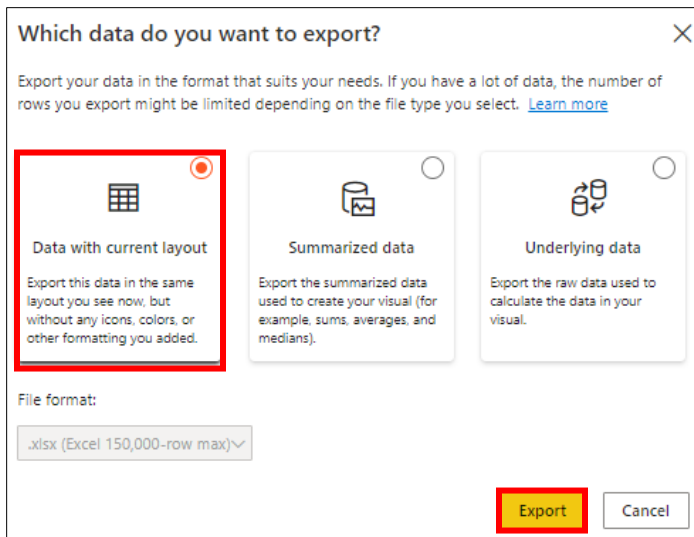 Which data do you want to export?
Export your data in the format that suits your needs. If you have a lot of data, the number of
rows you export might be limited depending on the file type you select. Learn more
Data with current layout
Export this data in the same
layout you see now, but
without any icons, colors, or
other formatting you added.
Summarized data
Export the summarized data
used to create your visual (for
example, sums, averages, and
medians).
Underlying data
Export the raw data used to
calculate the data in your
visual.
File format:
.xlsx (Excel 150,000-row max)
Export
Cancel